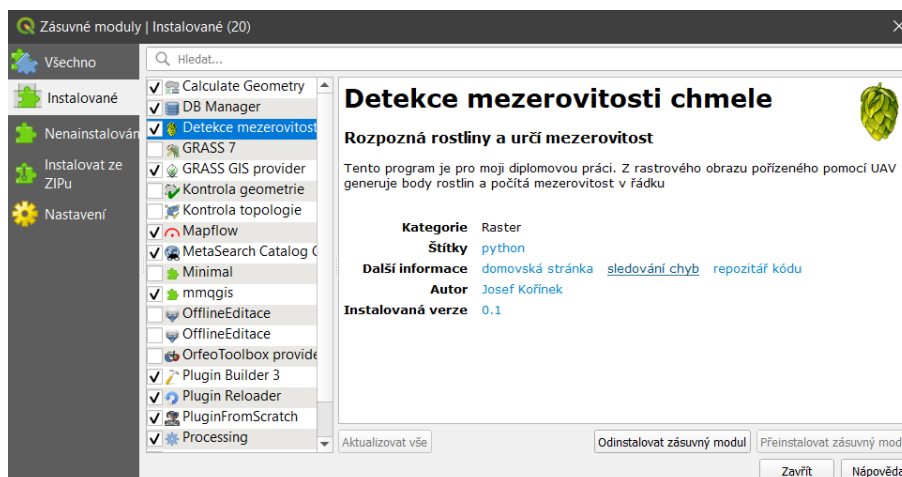 Zásuvné moduly | Instalované (20)
Všechno
Instalované
Nenainstalován
Instalovat ze
ZIPu
Nastavení
Hledat...
Calculate Geometry
DB Manager
Detekce mezerovitost
GRASS 7
GRASS GIS provider
Kontrola geometrie
Kontrola topologie
Mapflow
MetaSearch Catalog C
Minimal
mmqgis
OfflineEditace
OfflineEditace
OrfeoToolbox provide
Plugin Builder 3
Plugin Reloader
PluginFromScratch
Processing
Detekce mezerovitosti chmele
Rozpozná rostliny a určí mezerovitost
Tento program je pro moji diplomovou práci. Z rastrového obrazu pořízeného pomocí UAV
generuje body rostlin a počítá mezerovitost v řádku
Kategorie Raster
Štítky python
Další informace domovská stránka sledování chyb repozitář kódu
Autor Josef Kořínek
Instalovaná verze 0.1
Aktualizovat vše Odinstalovat zásuvný modul Přeinstalovat zásuvný mod
Zavřít Nápověda